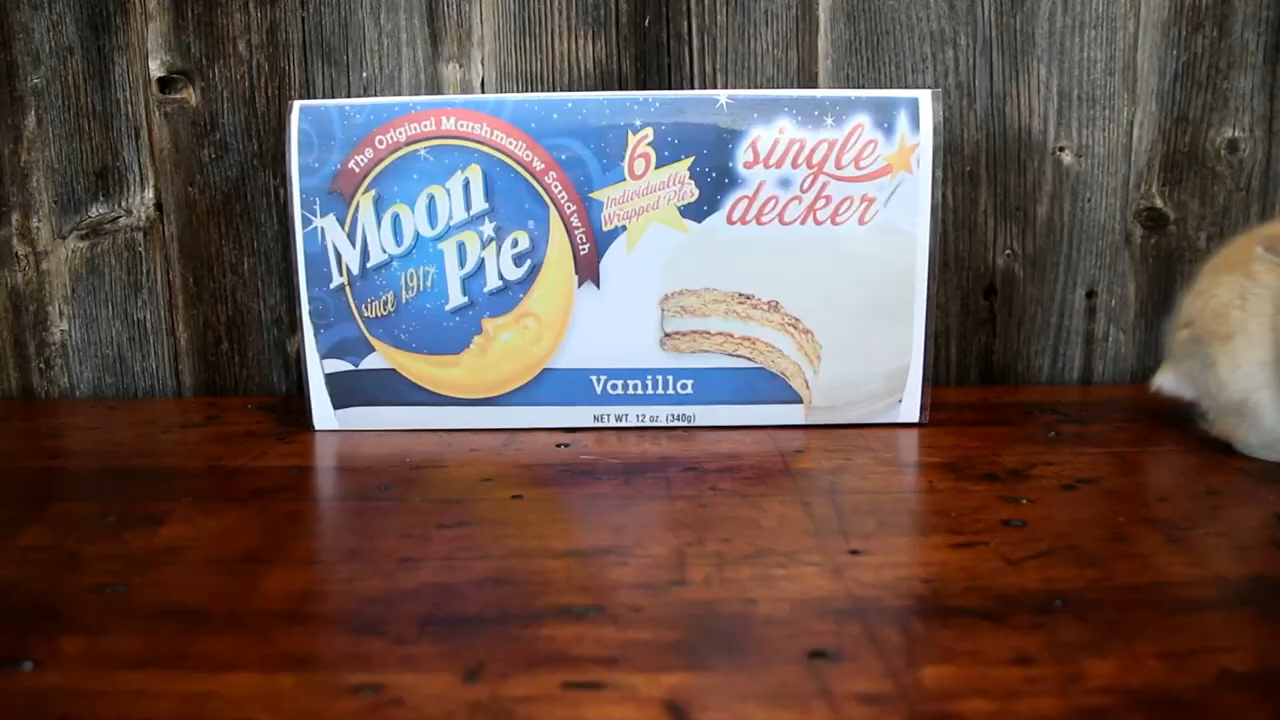 The Original Marshmallow Sandwich
Moon
Pie
since 1917
6
Individually
Wrapped Pies
single
decker
Vanilla
NET WT. 12 oz. (340g)